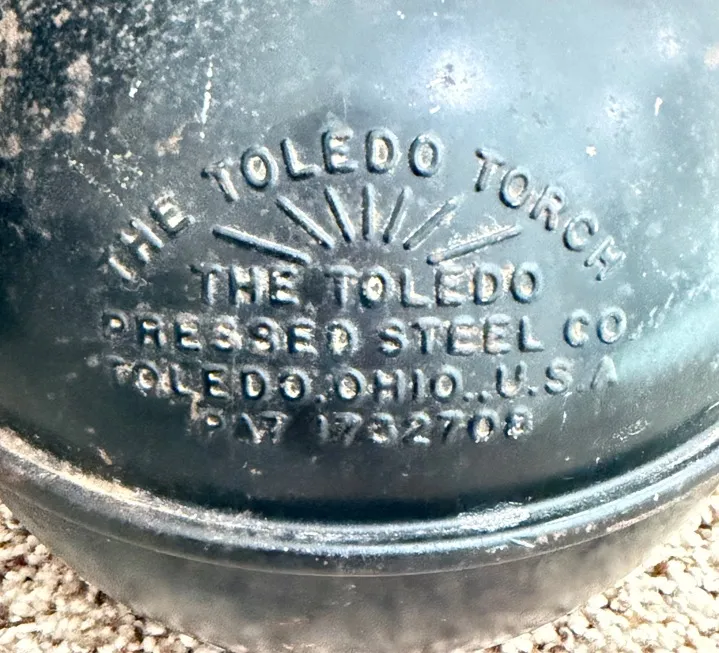 THE TOLEDO TORCH
THE TOLEDO
PRESSED STEEL CO.
TOLEDO, OHIO., U.S.A
PAT 1732708